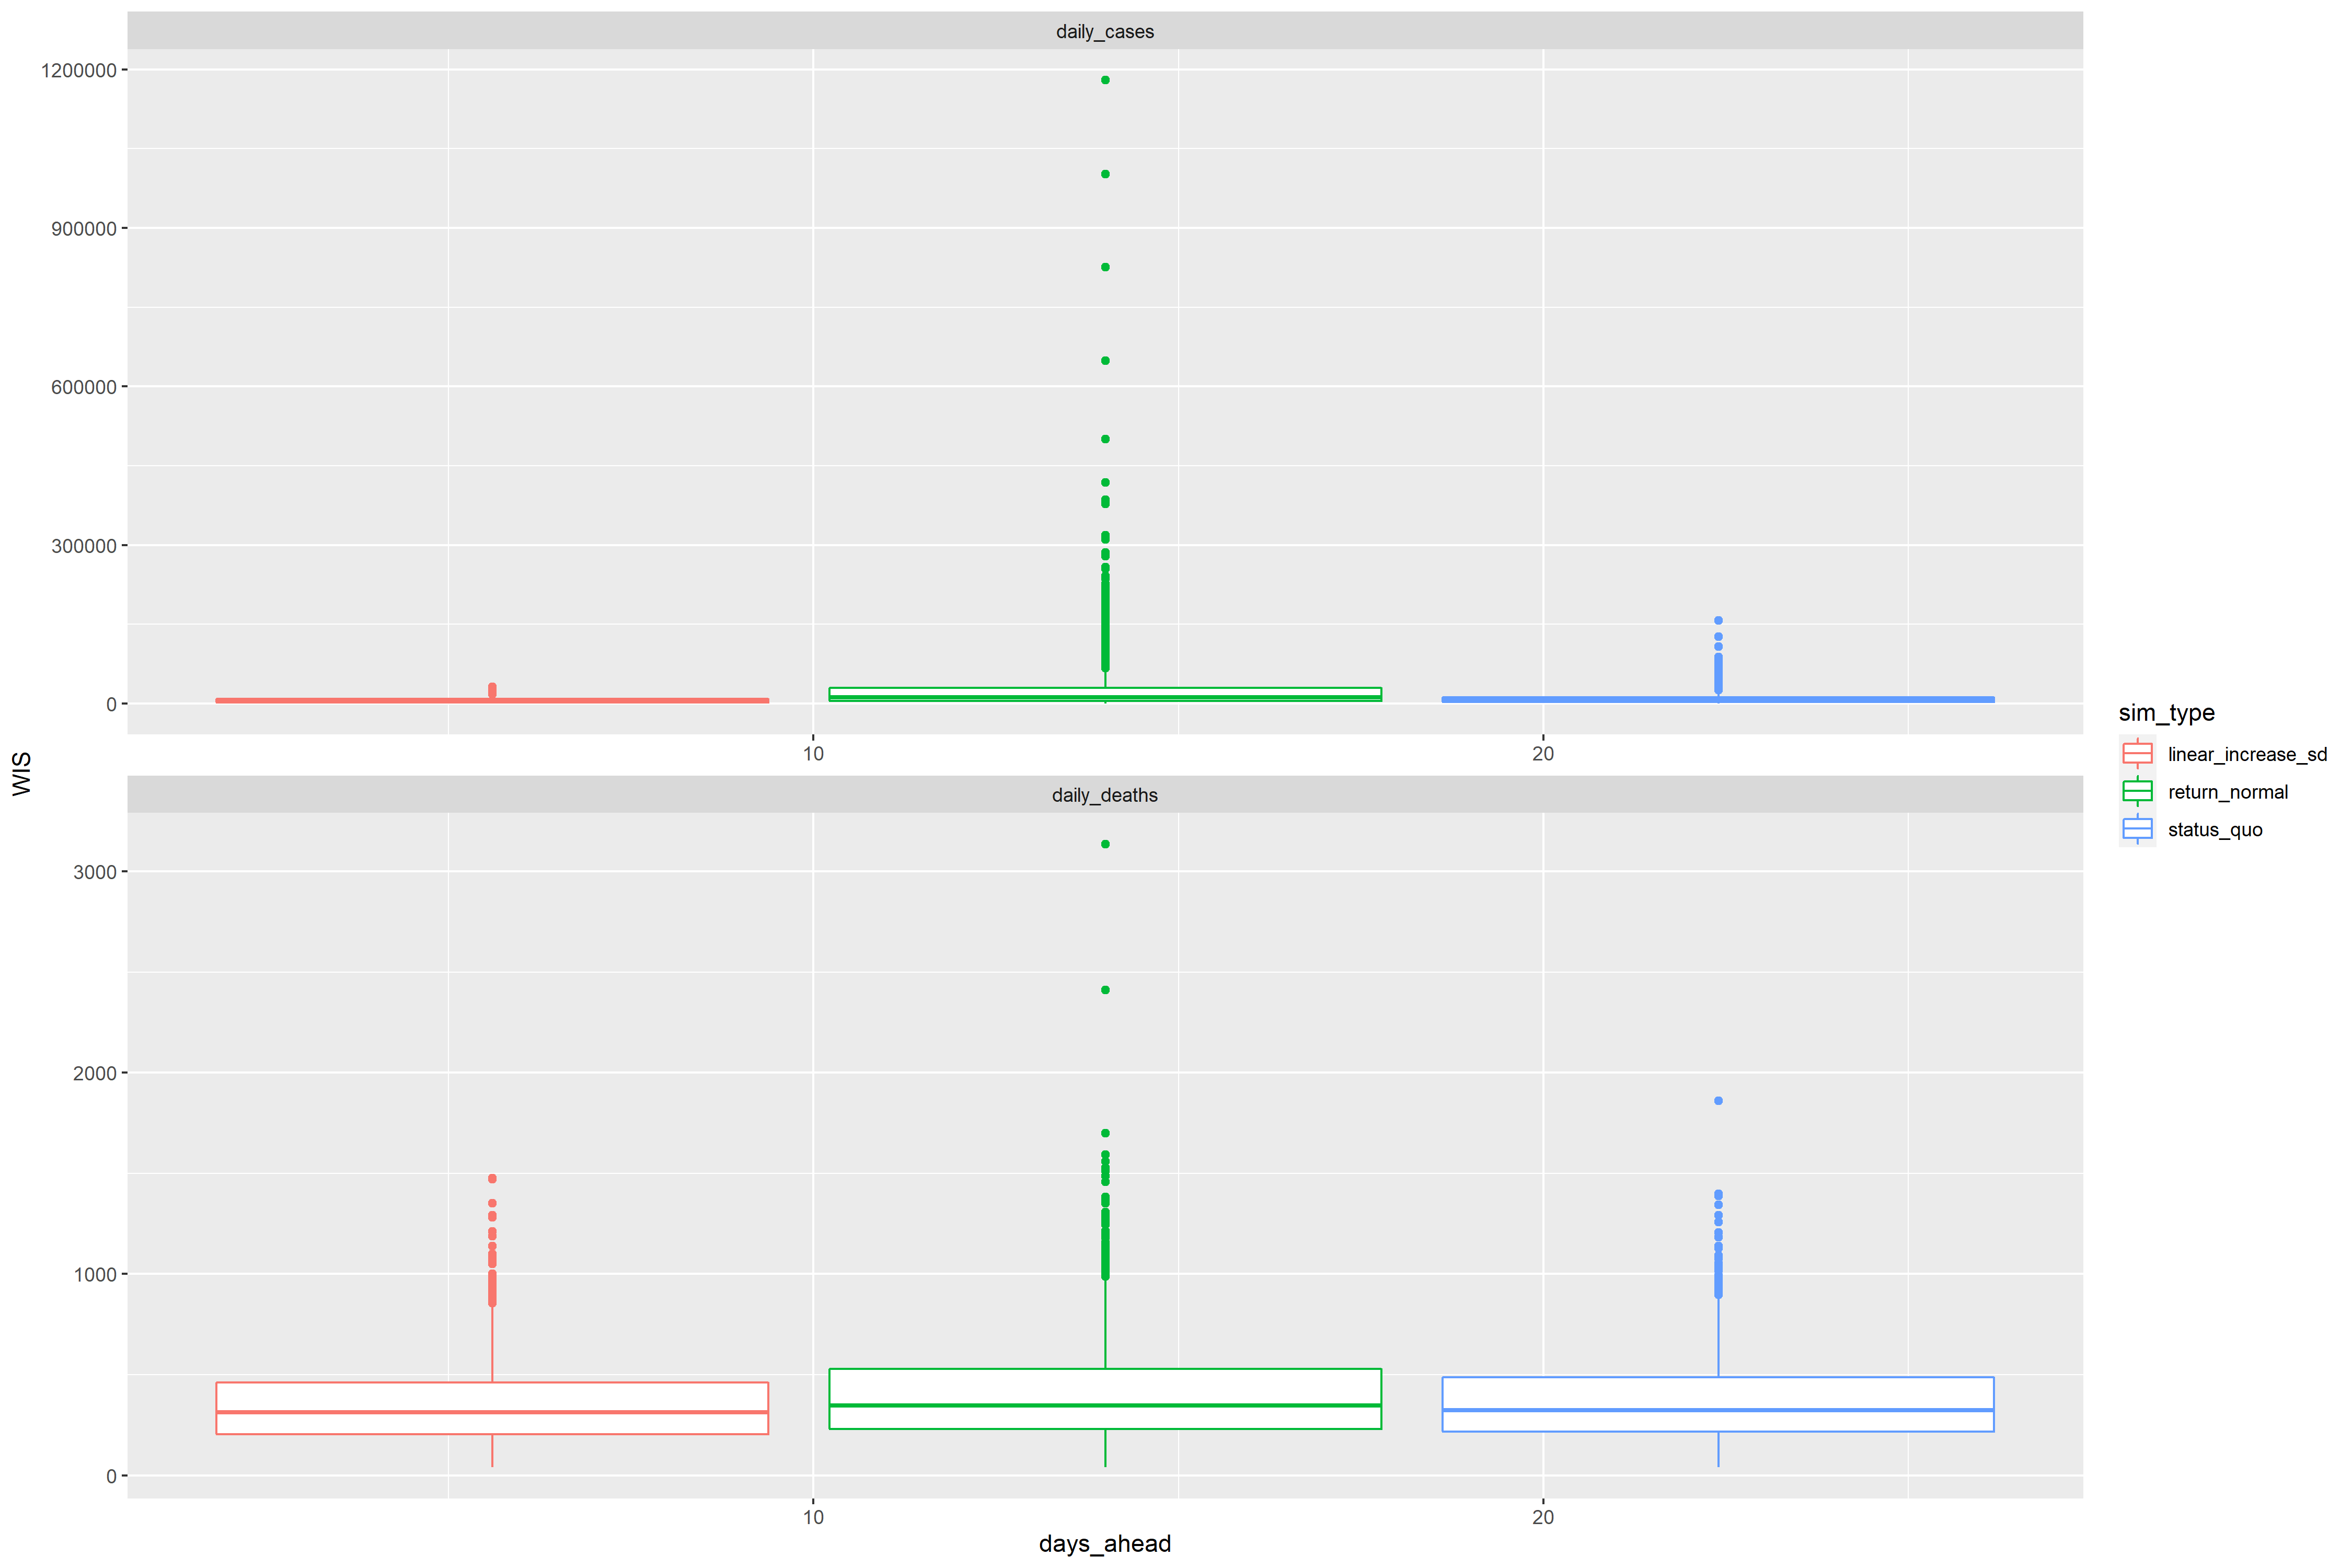 daily_cases
1200000
900000
600000
300000
0
10 20
WIS
daily_deaths
3000
2000
1000
0
10 20
days_ahead
sim_type
linear_increase_sd
return_normal
status_quo